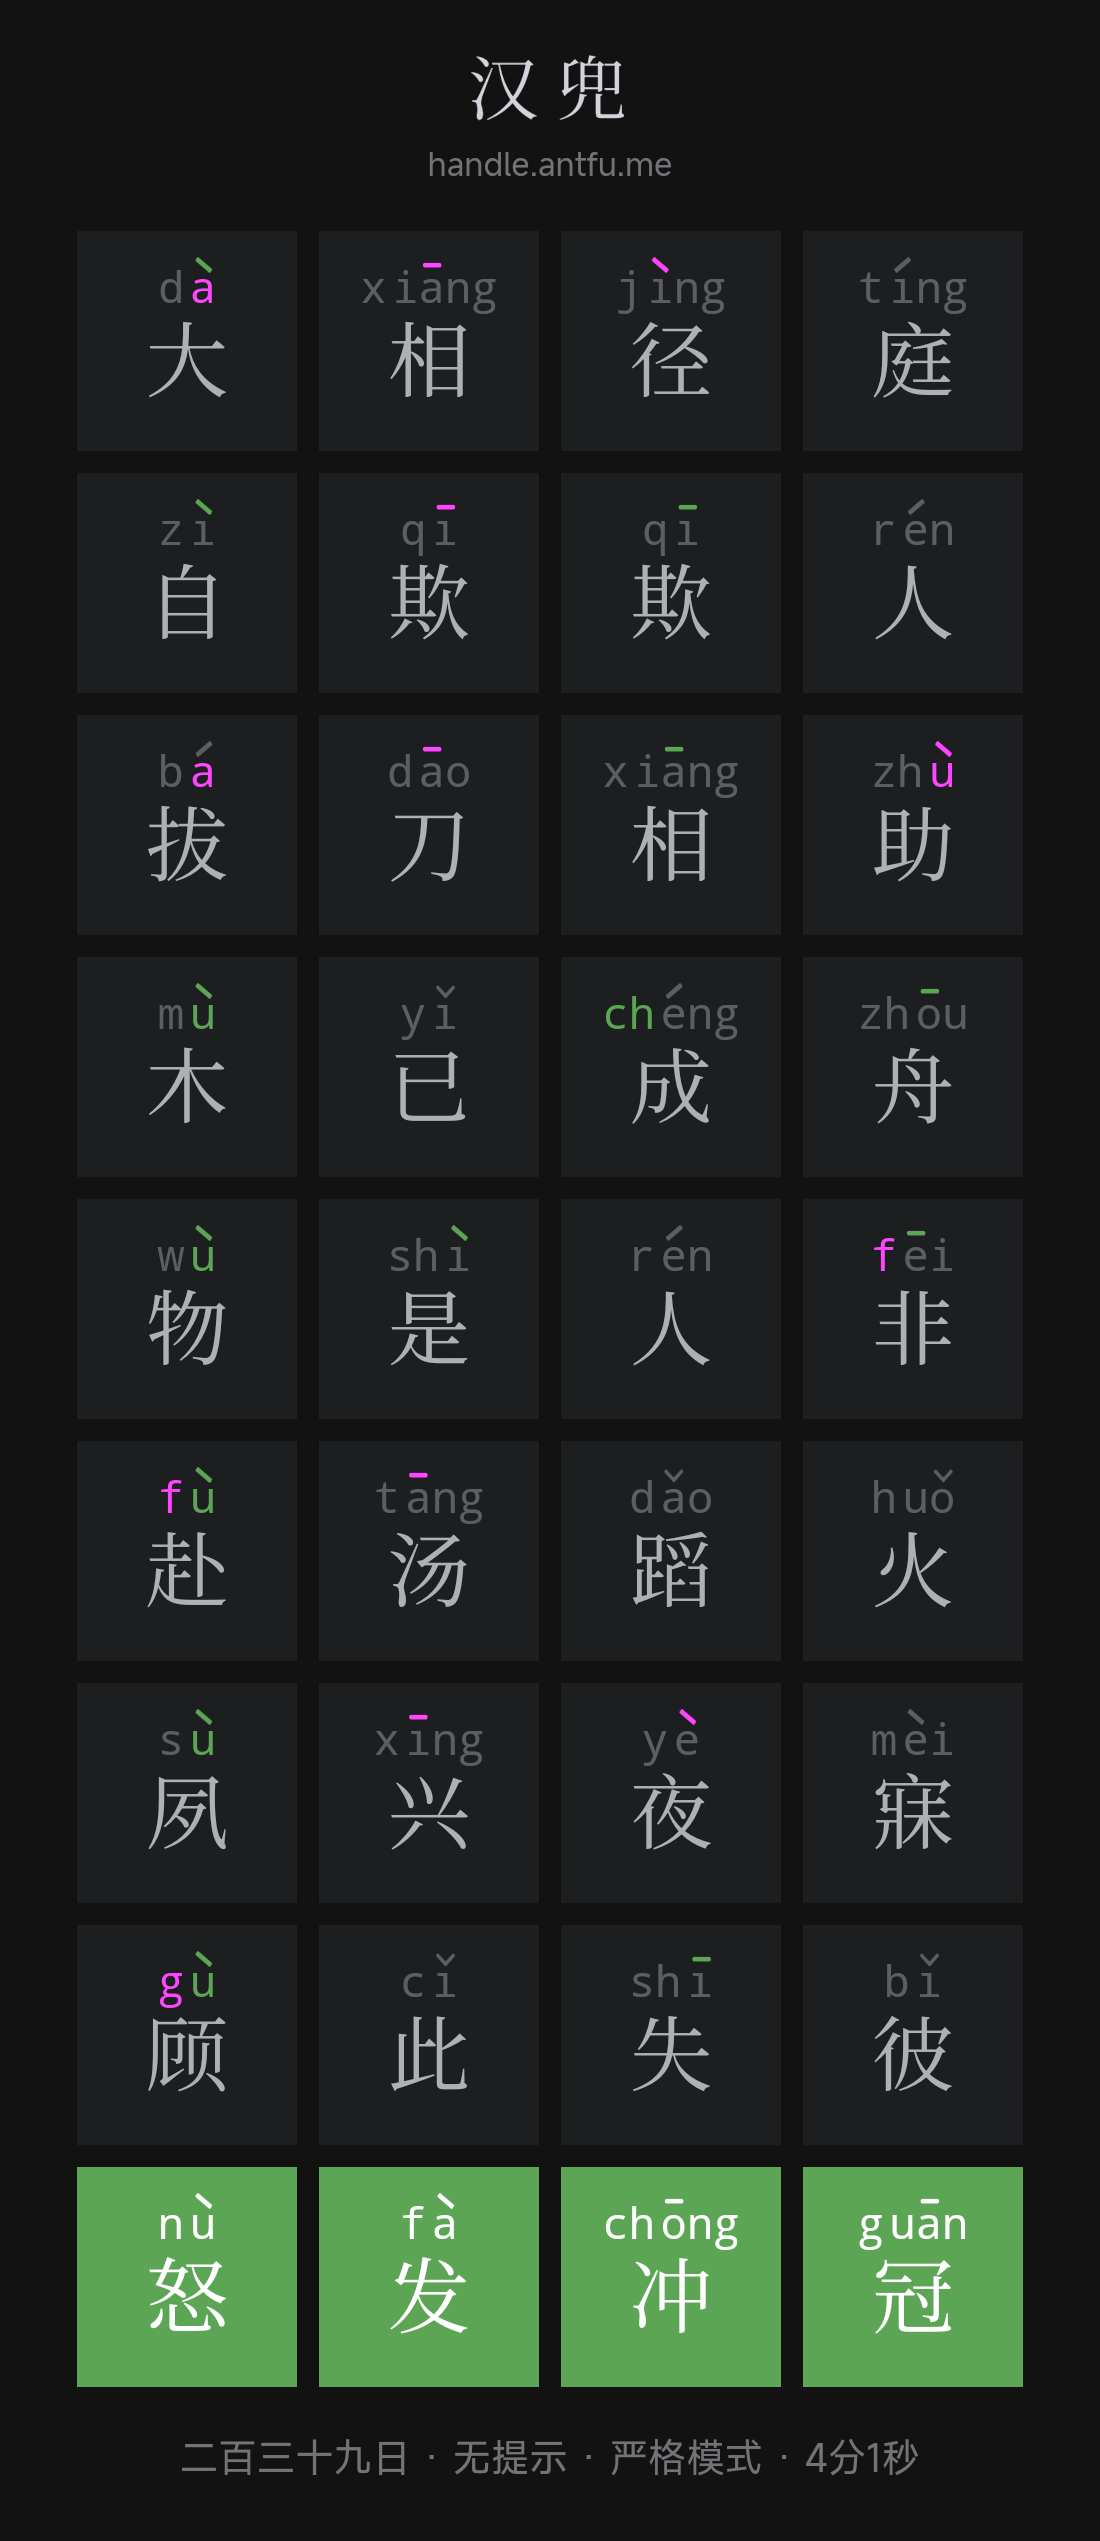 汉兜
handle.antfu.me
dà xiāng jìng tíng
大 相 径 庭
zì qī qī rén
自 欺 欺 人
bá dāo xiāng zhù
拔 刀 相 助
mù yǐ chéng zhōu
木 已 成 舟
wù shì rén fēi
物 是 人 非
fù tāng dǎo huǒ
赴 汤 蹈 火
sù xīng yè mèi
夙 兴 夜 寐
gù cǐ shī bǐ
顾 此 失 彼
nù fà chōng guān
怒 发 冲 冠
二百三十九日 · 无提示 · 严格模式 · 4分1秒